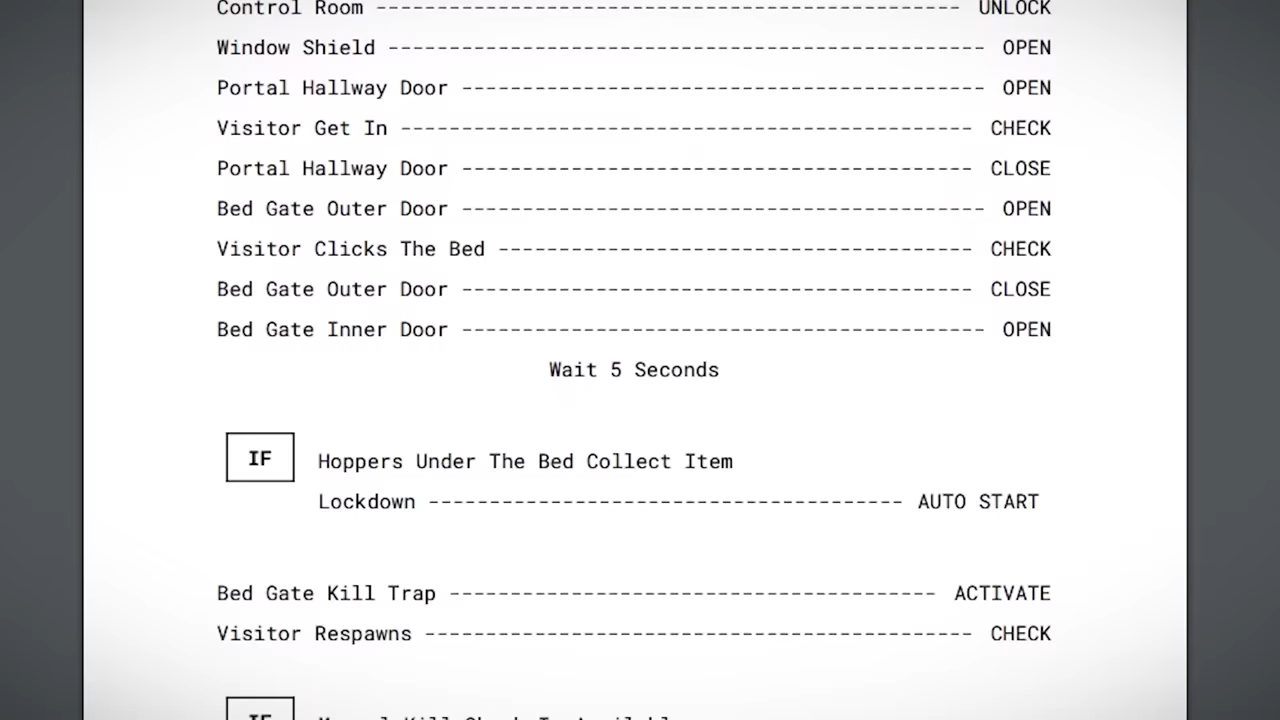 Control Room ------------------------------------------------ UNLOCK
Window Shield ------------------------------------------------- OPEN
Portal Hallway Door ------------------------------------------- OPEN
Visitor Get In ----------------------------------------------- CHECK
Portal Hallway Door ------------------------------------------ CLOSE
Bed Gate Outer Door ------------------------------------------- OPEN
Visitor Clicks The Bed --------------------------------------- CHECK
Bed Gate Outer Door ------------------------------------------ CLOSE
Bed Gate Inner Door ------------------------------------------- OPEN
Wait 5 Seconds
IF Hoppers Under The Bed Collect Item
Lockdown --------------------------------------- AUTO START
Bed Gate Kill Trap ---------------------------------------- ACTIVATE
Visitor Respawns --------------------------------------------- CHECK
IF